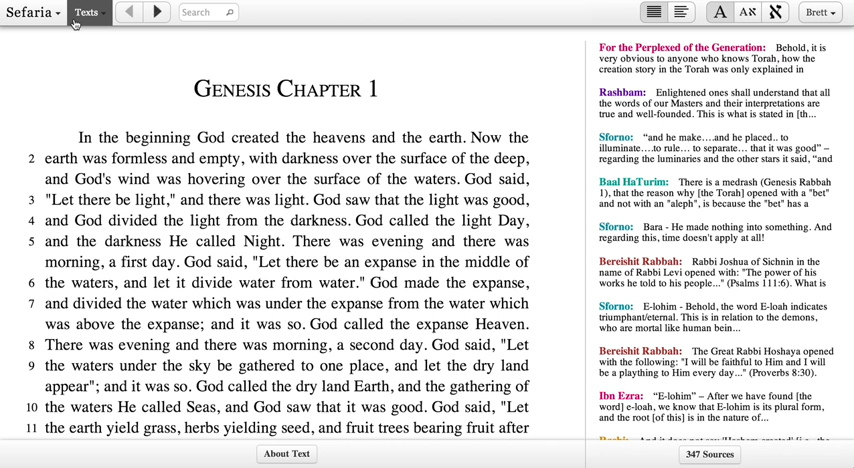 Sefaria Texts Search A Aא א Brett
GENESIS CHAPTER 1
In the beginning God created the heavens and the earth. Now the
2 earth was formless and empty, with darkness over the surface of the deep,
and God's wind was hovering over the surface of the waters. God said,
3 "Let there be light," and there was light. God saw that the light was good,
4 and God divided the light from the darkness. God called the light Day,
5 and the darkness He called Night. There was evening and there was
morning, a first day. God said, "Let there be an expanse in the middle of
6 the waters, and let it divide water from water." God made the expanse,
7 and divided the water which was under the expanse from the water which
was above the expanse; and it was so. God called the expanse Heaven.
8 There was evening and there was morning, a second day. God said, "Let
9 the waters under the sky be gathered to one place, and let the dry land
appear"; and it was so. God called the dry land Earth, and the gathering of
10 the waters He called Seas, and God saw that it was good. God said, "Let
11 the earth yield grass, herbs yielding seed, and fruit trees bearing fruit after
About Text
For the Perplexed of the Generation: Behold, it is
very obvious to anyone who knows Torah, how the
creation story in the Torah was only explained in
Rashbam: Enlightened ones shall understand that all
the words of our Masters and their interpretations are
true and well-founded. This is what is stated in [th...
Sforno: “and he make….and he placed.. to
illuminate….to rule… to separate… that it was good” –
regarding the luminaries and the other stars it said, “and
Baal HaTurim: There is a medrash (Genesis Rabbah
1), that the reason why [the Torah] opened with a "bet"
and not with an "aleph", is because the "bet" has a
Sforno: Bara - He made nothing into something. And
regarding this, time doesn't apply at all!
Bereishit Rabbah: Rabbi Joshua of Sichnin in the
name of Rabbi Levi opened with: "The power of his
works he told to his people..." (Psalms 111:6). What is
Sforno: E-lohim - Behold, the word E-loah indicates
triumphant/eternal. This is in relation to the demons,
who are mortal like human bein...
Bereishit Rabbah: The Great Rabbi Hoshaya opened
with the following: "I will be faithful to Him and I will
be a plaything to Him every day..." (Proverbs 8:30).
Ibn Ezra: “E-lohim” – After we have found [the
word] e-loah, we know that E-lohim is its plural form,
and the root [of this] is in the nature of...
347 Sources